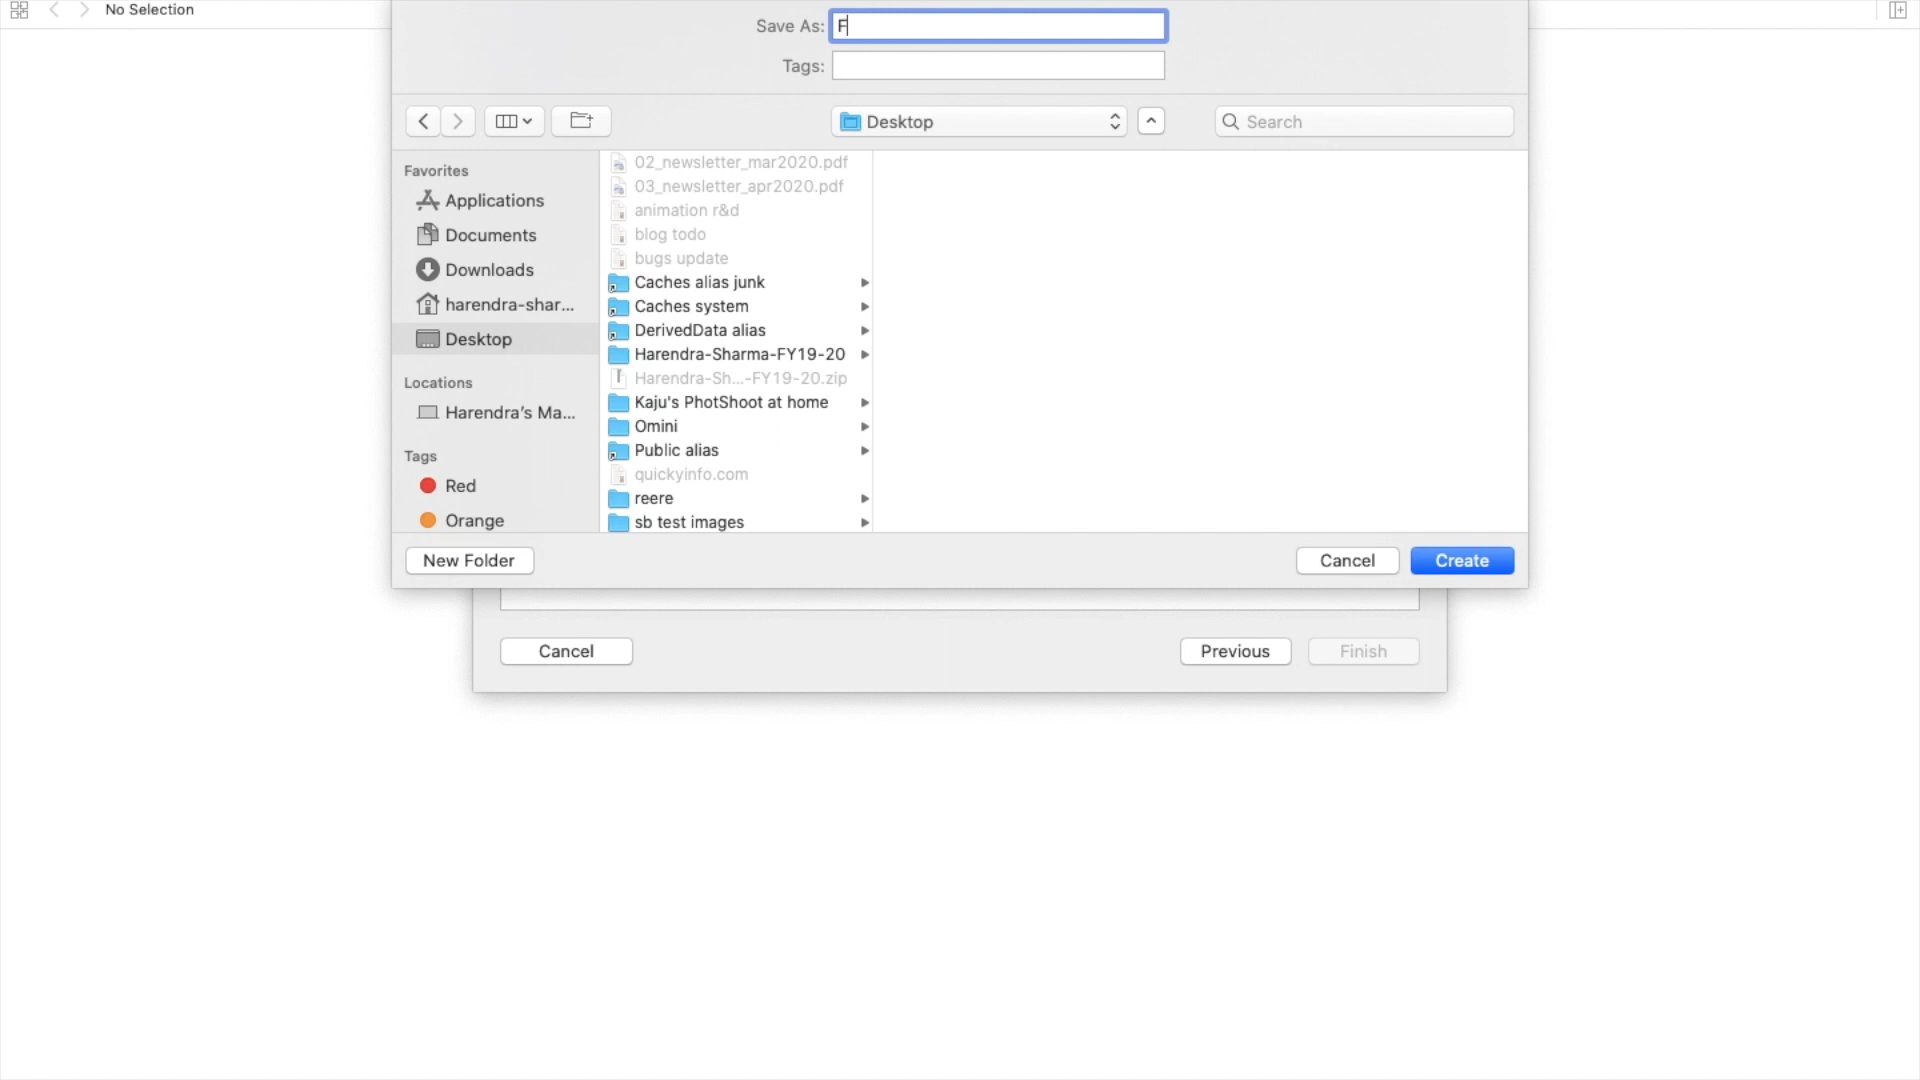 No Selection
Save As: F
Tags:
Desktop
Search
Favorites
Applications
Documents
Downloads
harendra-shar...
Desktop
Locations
Harendra's Ma...
Tags
Red
Orange
02_newsletter_mar2020.pdf
03_newsletter_apr2020.pdf
animation r&d
blog todo
bugs update
Caches alias junk
Caches system
DerivedData alias
Harendra-Sharma-FY19-20
Harendra-Sh...-FY19-20.zip
Kaju's PhotShoot at home
Omini
Public alias
quickyinfo.com
reere
sb test images
New Folder
Cancel
Create
Cancel
Previous
Finish